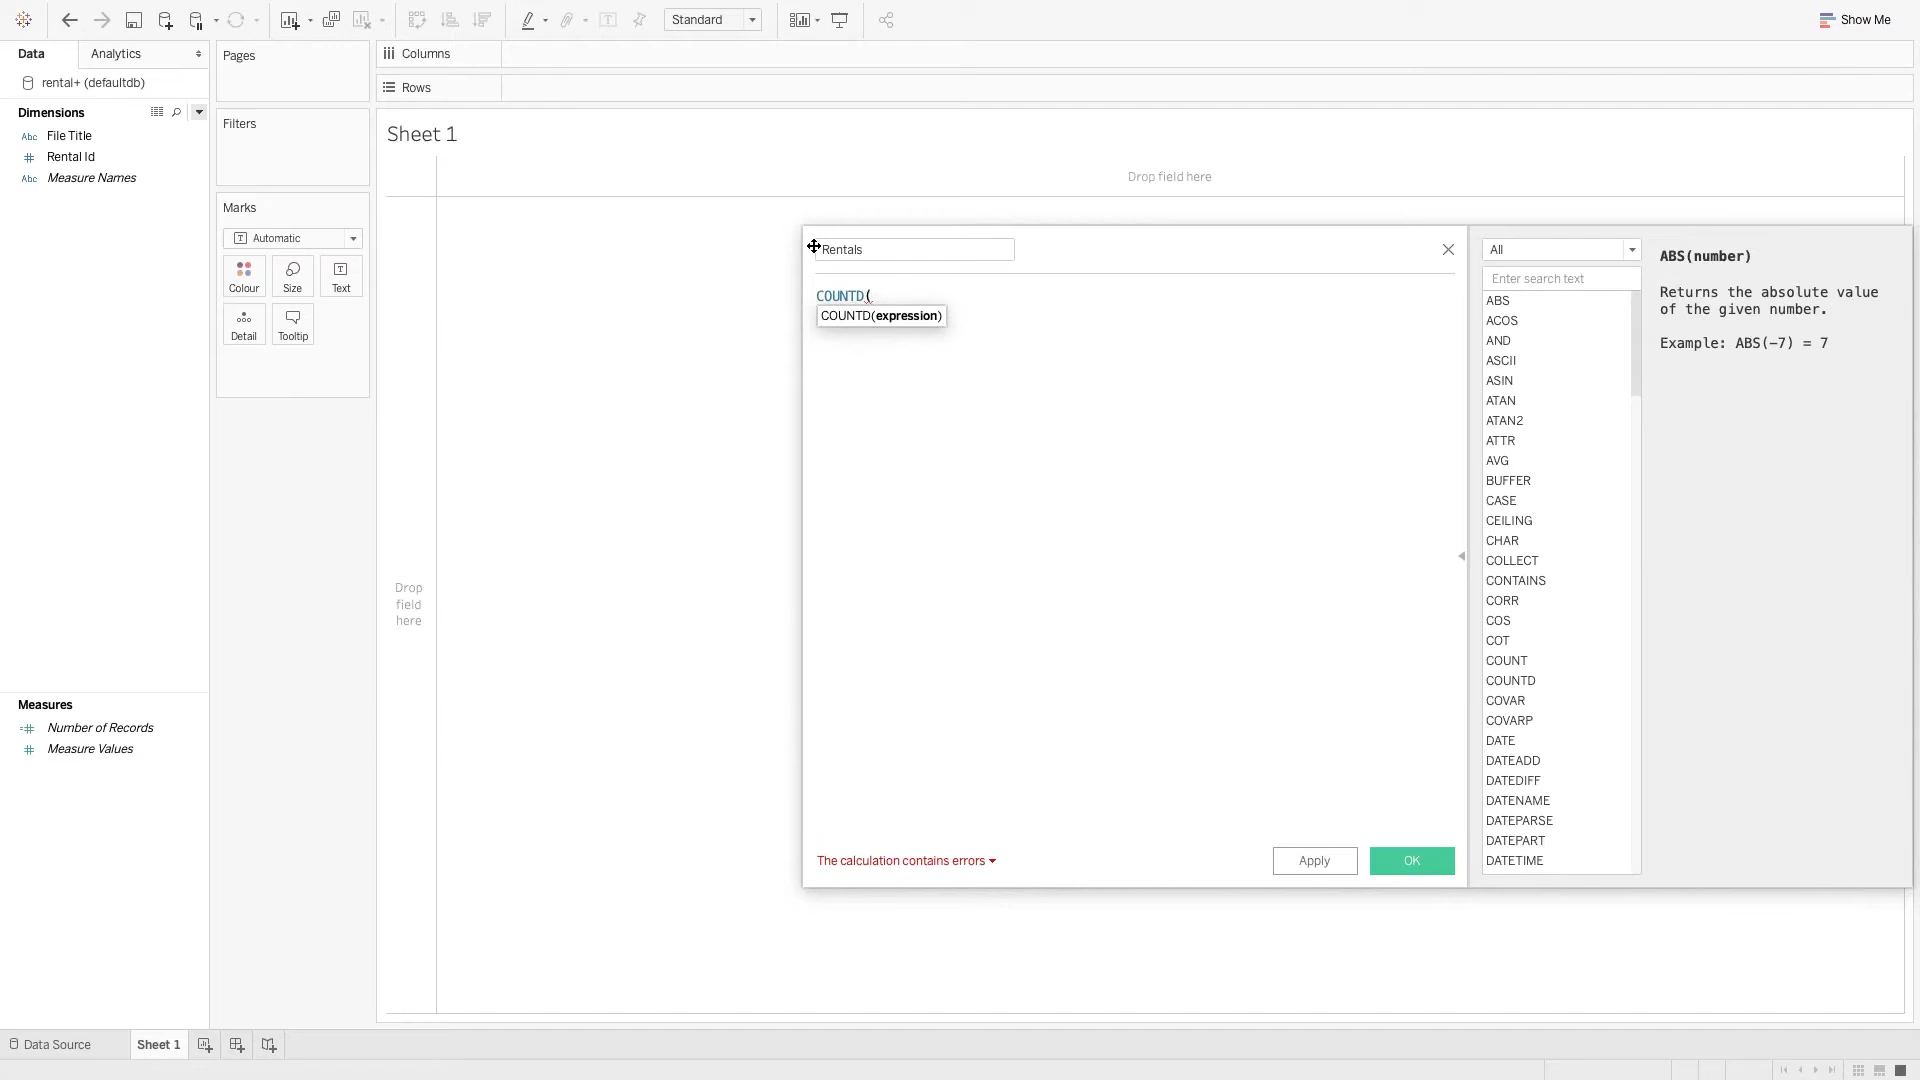 Standard
Show Me
Data
Analytics
rental+ (defaultdb)
Dimensions
Abc File Title
# Rental Id
Abc Measure Names
Measures
=# Number of Records
# Measure Values
Pages
Filters
Marks
Automatic
Colour
Size
Text
Detail
Tooltip
Columns
Rows
Sheet 1
Drop field here
Drop
field
here
Rentals
COUNTD(
COUNTD(expression)
The calculation contains errors
Apply
OK
All
Enter search text
ABS
ACOS
AND
ASCII
ASIN
ATAN
ATAN2
ATTR
AVG
BUFFER
CASE
CEILING
CHAR
COLLECT
CONTAINS
CORR
COS
COT
COUNT
COUNTD
COVAR
COVARP
DATE
DATEADD
DATEDIFF
DATENAME
DATEPARSE
DATEPART
DATETIME
ABS(number)
Returns the absolute value
of the given number.
Example: ABS(-7) = 7
Data Source
Sheet 1